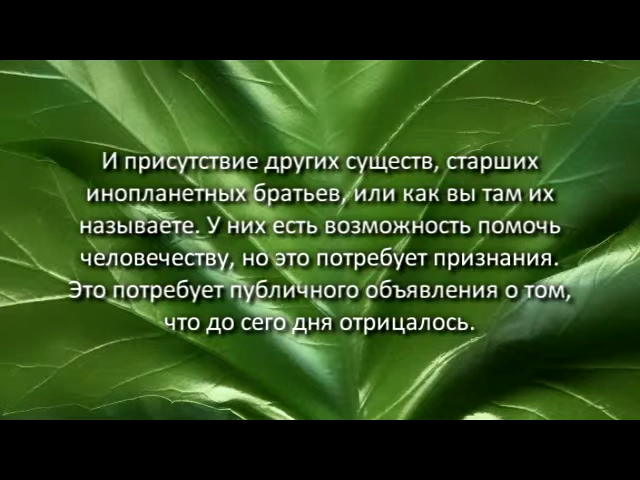 И присутствие других существ, старших
инопланетных братьев, или как вы там их
называете. У них есть возможность помочь
человечеству, но это потребует признания.
Это потребует публичного объявления о том,
что до сего дня отрицалось.